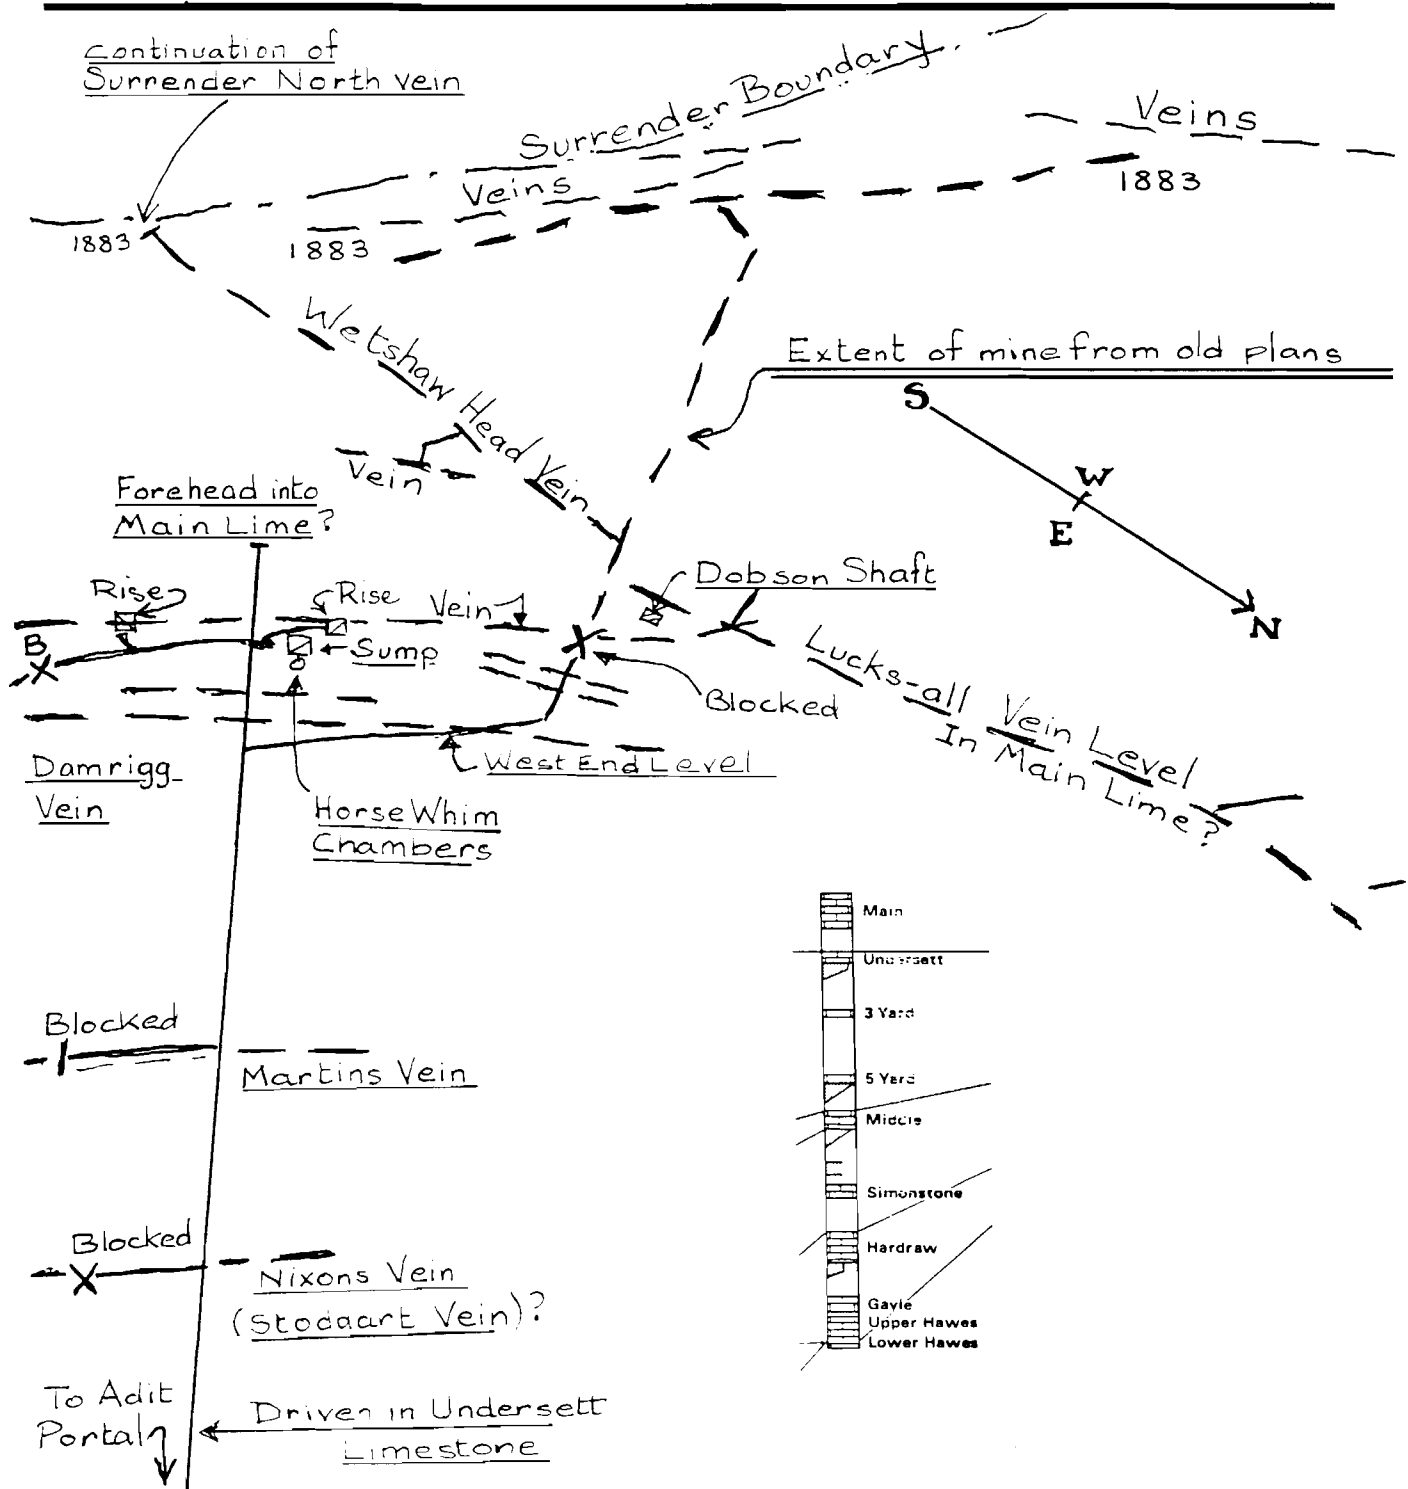 Continuation of
Surrender North Vein
Surrender Boundary
Veins
Veins
1883
1883
1883
Wetshaw Head Vein
Extent of mine from old plans
S
W
E
N
Vein
Forehead into
Main Lime?
Dobson Shaft
Rise
Rise
Vein
B
Sump
Blocked
Lucks-all Vein Level
In Main Lime?
Damrigg
Vein
West End Level
Horse Whim
Chambers
Main
Undersett
3 Yard
5 Yard
Middle
Simonstone
Hardraw
Gayle
Upper Hawes
Lower Hawes
Blocked
Martins Vein
Blocked
Nixons Vein
(Stodaart Vein)?
To Adit
Portal
Driven in Undersett
Limestone